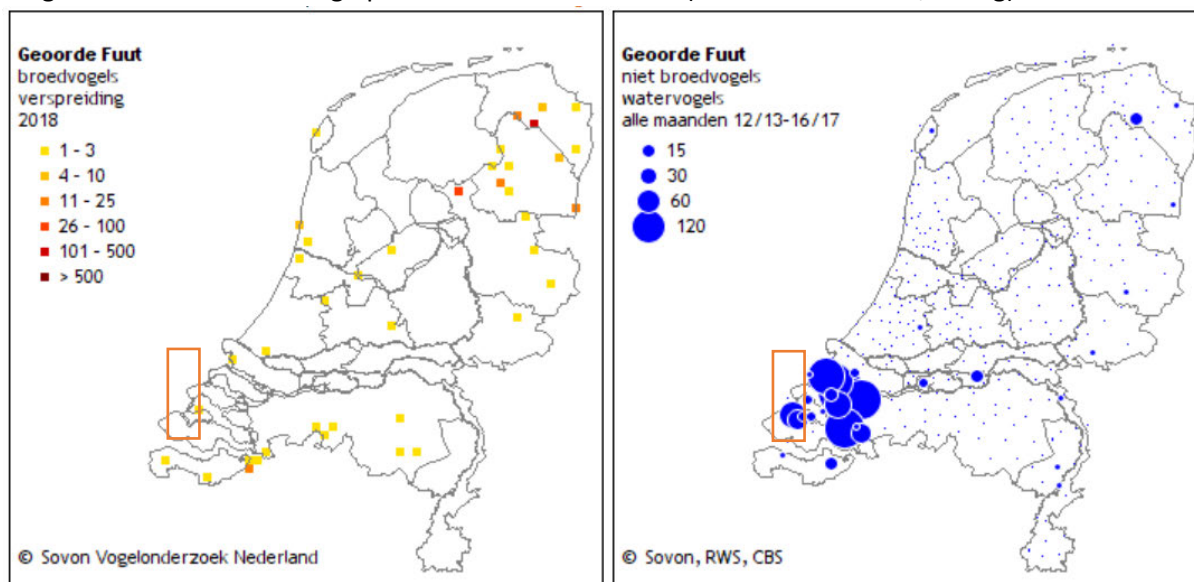 Geoorde Fuut
broedvogels
verspreiding
2018
1 - 3
4 - 10
11 - 25
26 - 100
101 - 500
> 500
© Sovon Vogelonderzoek Nederland
Geoorde Fuut
niet broedvogels
watervogels
alle maanden 12/13-16/17
15
30
60
120
© Sovon, RWS, CBS